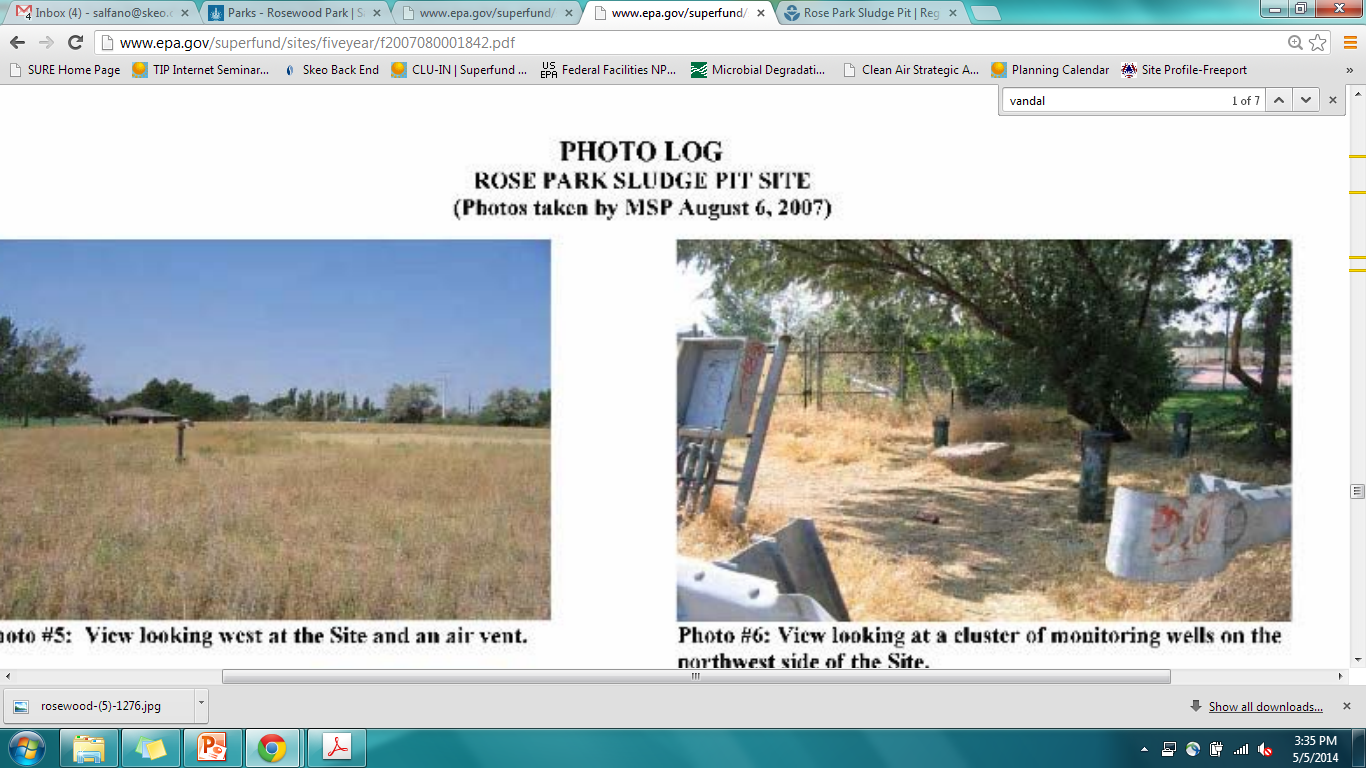 Inbox (4) - salfano@skeo.c
Parks - Rosewood Park | S
www.epa.gov/superfund/
www.epa.gov/superfund/
Rose Park Sludge Pit | Reg
www.epa.gov/superfund/sites/fiveyear/f2007080001842.pdf
SURE Home Page
TIP Internet Seminar...
Skeo Back End
CLU-IN | Superfund ...
US EPA Federal Facilities NP...
Microbial Degradati...
Clean Air Strategic A...
Planning Calendar
Site Profile-Freeport
»
vandal 1 of 7
PHOTO LOG
ROSE PARK SLUDGE PIT SITE
(Photos taken by MSP August 6, 2007)
hoto #5: View looking west at the Site and an air vent.
Photo #6: View looking at a cluster of monitoring wells on the
northwest side of the Site.
rosewood-(5)-1276.jpg
Show all downloads...
3:35 PM
5/5/2014